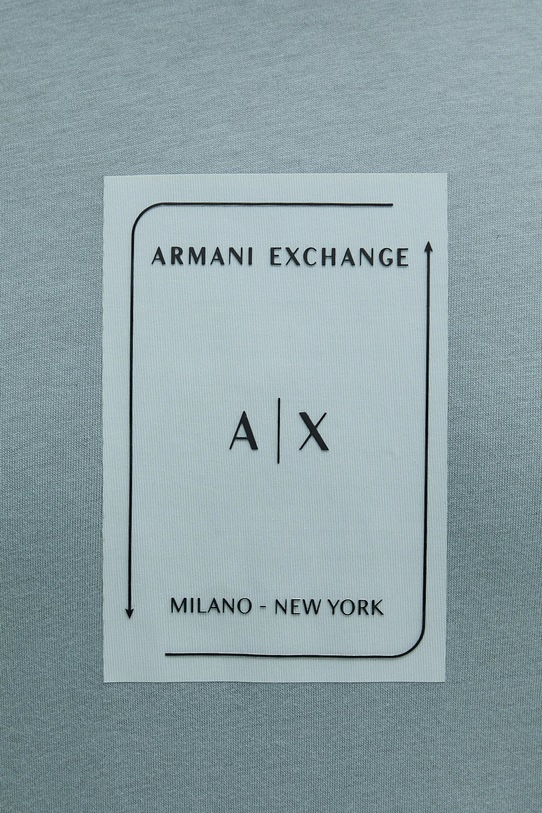 ARMANI EXCHANGE
A|X
MILANO - NEW YORK